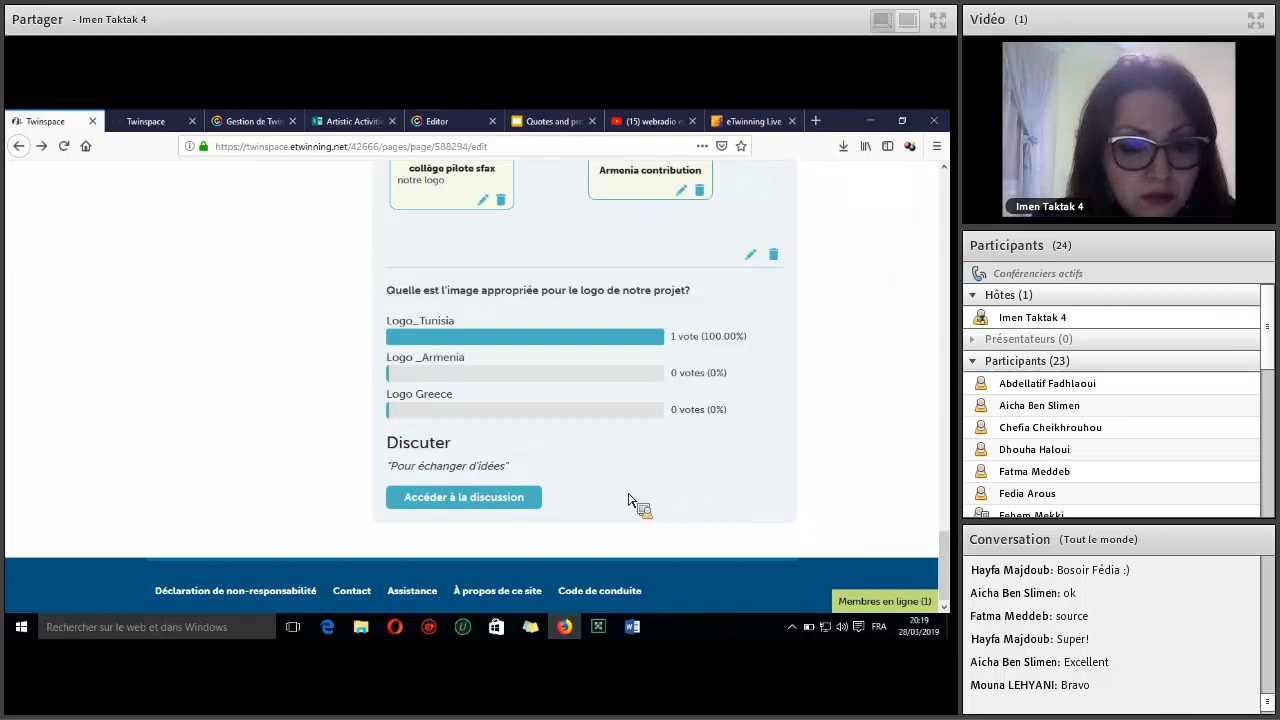 Partager - Imen Taktak 4
Vidéo (1)
Twinspace
Twinspace
Gestion de Twin
Artistic Activitie
Editor
Quotes and pro
(15) webradio c
eTwinning Live
https://twinspace.etwinning.net/42666/pages/page/588294/edit
collège pilote sfax
notre logo
Armenia contribution
Quelle est l'image appropriée pour le logo de notre projet?
Logo_Tunisia
1 vote (100.00%)
Logo _Armenia
0 votes (0%)
Logo Greece
0 votes (0%)
Discuter
"Pour échanger d'idées"
Accéder à la discussion
Déclaration de non-responsabilité
Contact
Assistance
À propos de ce site
Code de conduite
Membres en ligne (1)
Rechercher sur le web et dans Windows
FRA
20:19
28/03/2019
Imen Taktak 4
Participants (24)
Conférenciers actifs
Hôtes (1)
Imen Taktak 4
Présentateurs (0)
Participants (23)
Abdellatif Fadhlaoui
Aicha Ben Slimen
Chefia Cheikhrouhou
Dhouha Haloui
Fatma Meddeb
Fedia Arous
Fehem Mekki
Conversation (Tout le monde)
Hayfa Majdoub: Bosoir Fédia :)
Aicha Ben Slimen: ok
Fatma Meddeb: source
Hayfa Majdoub: Super!
Aicha Ben Slimen: Excellent
Mouna LEHYANI: Bravo